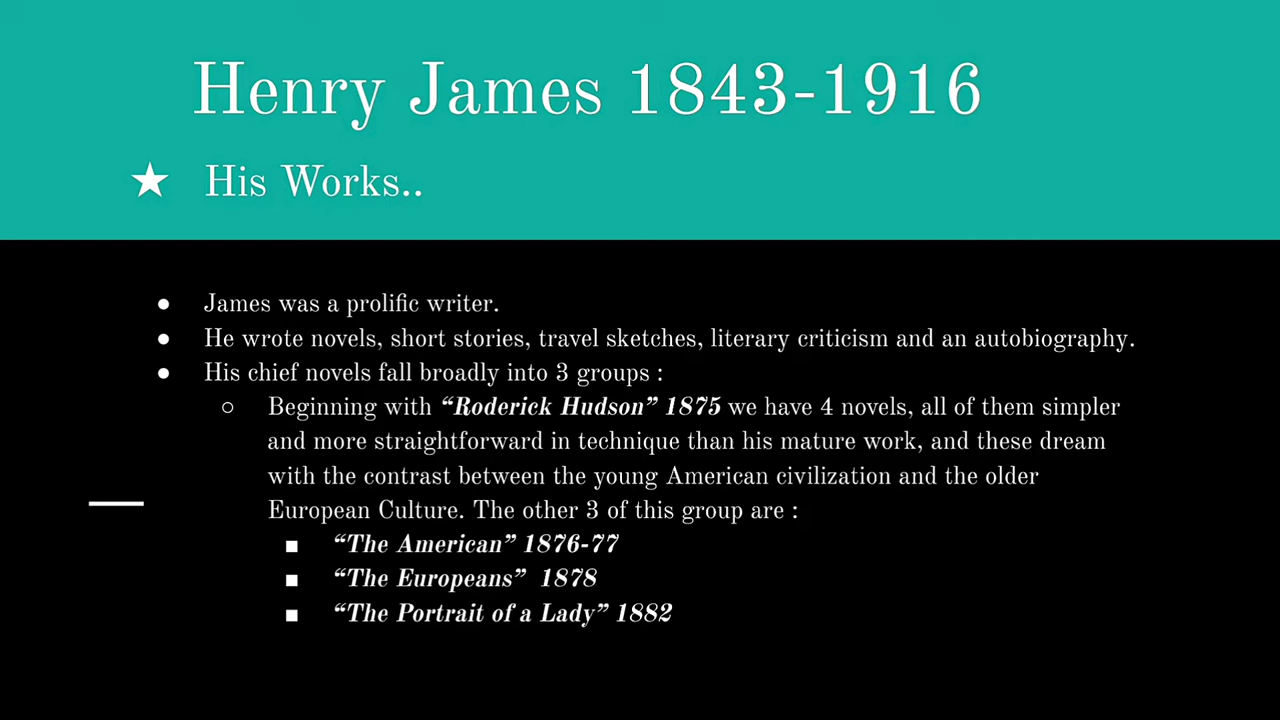 Henry James 1843-1916
★ His Works..
● James was a prolific writer.
● He wrote novels, short stories, travel sketches, literary criticism and an autobiography.
● His chief novels fall broadly into 3 groups :
○ Beginning with “Roderick Hudson” 1875 we have 4 novels, all of them simpler
and more straightforward in technique than his mature work, and these dream
with the contrast between the young American civilization and the older
European Culture. The other 3 of this group are :
■ “The American” 1876-77
■ “The Europeans” 1878
■ “The Portrait of a Lady” 1882